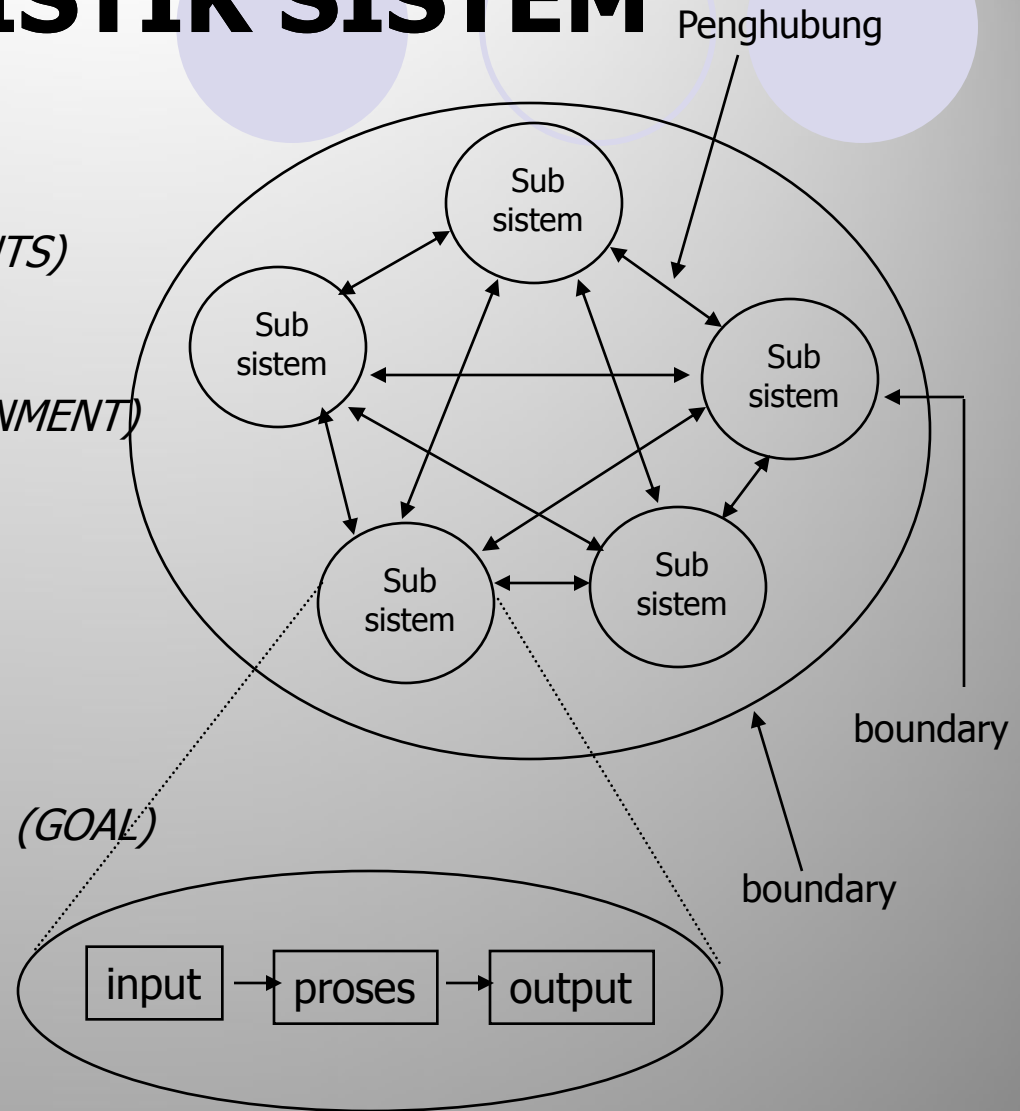 ISTIK SISTEM
Penghubung
Sub
sistem
NTS)
Sub
sistem
Sub
sistem
NMENT)
Sub
sistem
Sub
sistem
boundary
(GOAL)
boundary
input
proses
output